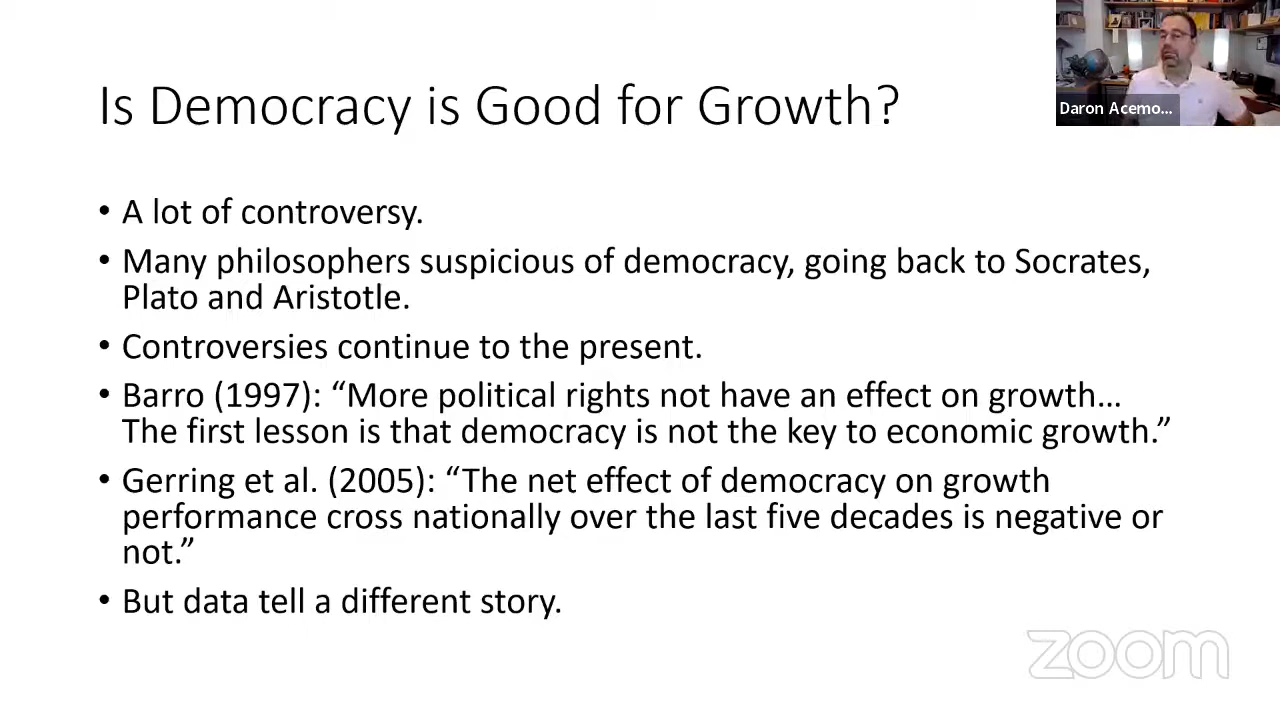 Is Democracy is Good for Growth?
Daron Acemo...
• A lot of controversy.
• Many philosophers suspicious of democracy, going back to Socrates,
Plato and Aristotle.
• Controversies continue to the present.
• Barro (1997): “More political rights not have an effect on growth…
The first lesson is that democracy is not the key to economic growth.”
• Gerring et al. (2005): “The net effect of democracy on growth
performance cross nationally over the last five decades is negative or
not.”
• But data tell a different story.
zoom